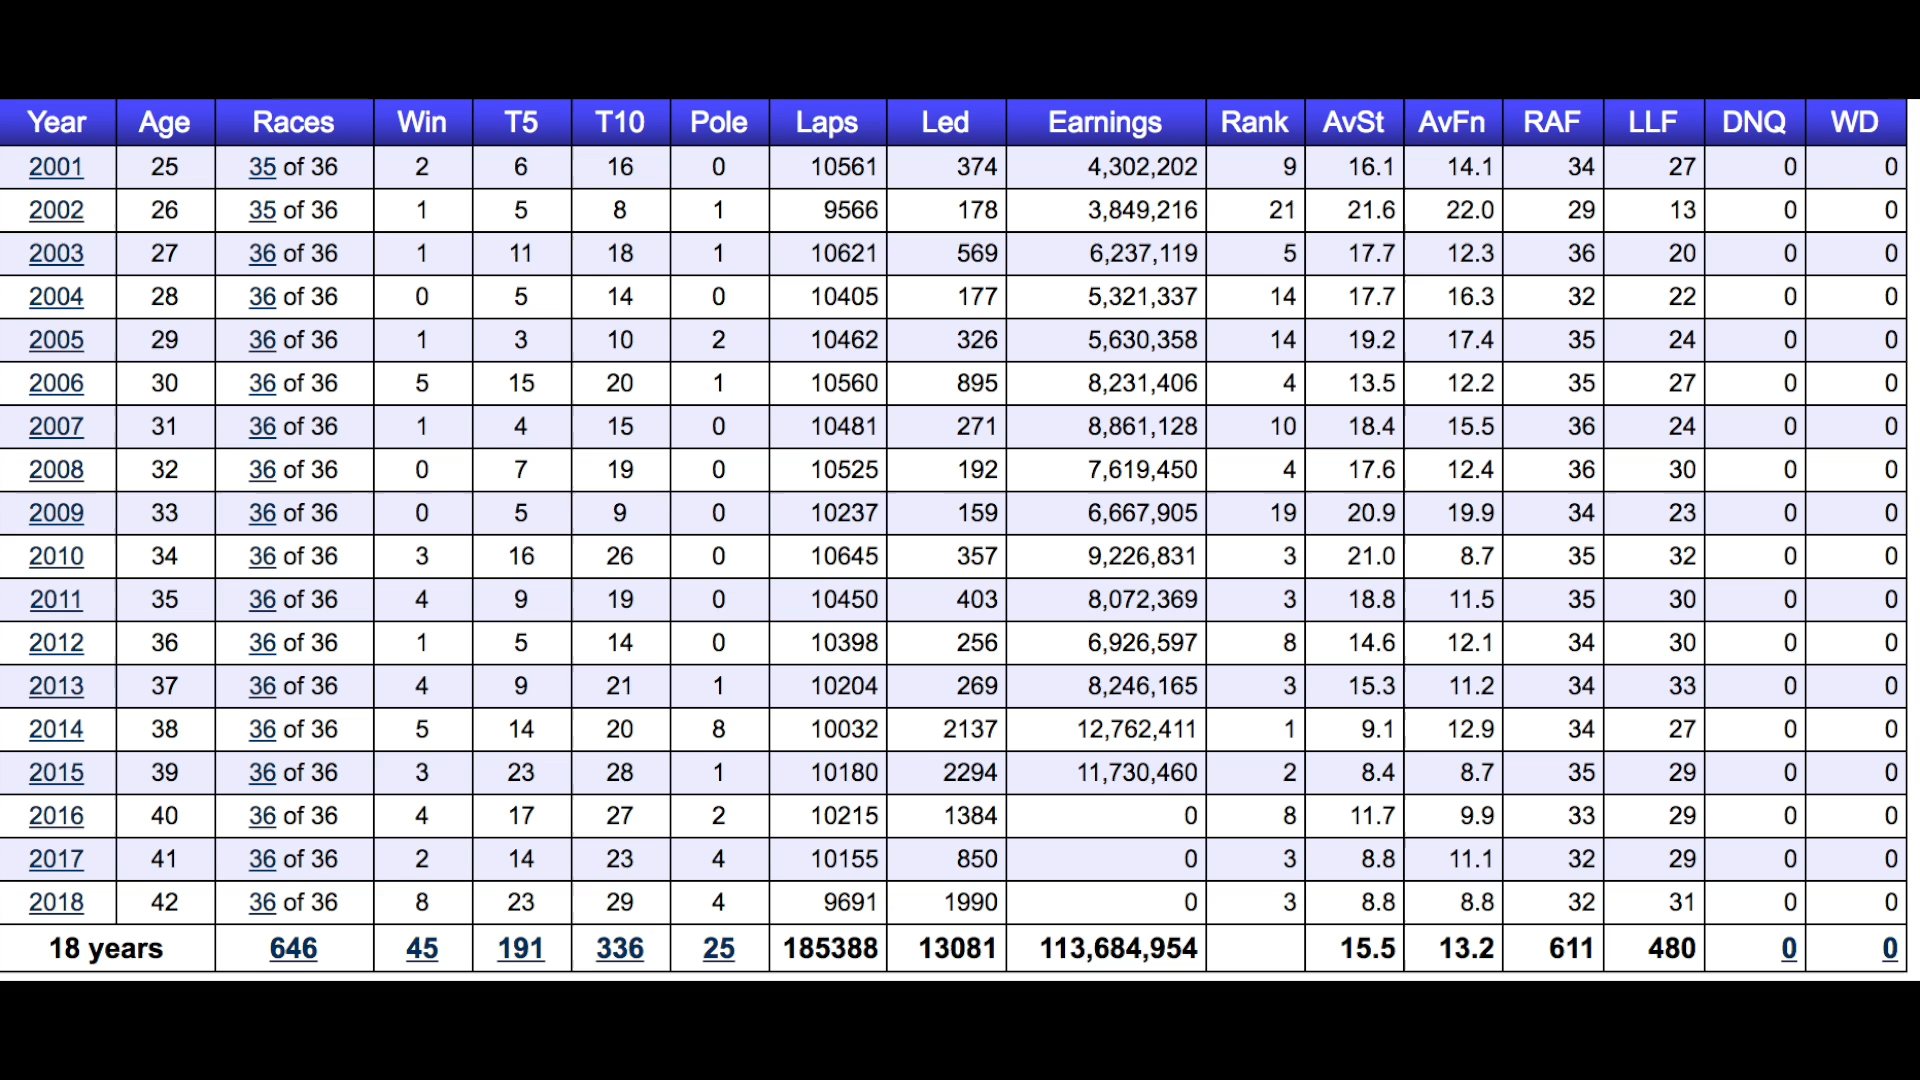 Year Age Races Win T5 T10 Pole Laps Led Earnings Rank AvSt AvFn RAF LLF DNQ WD
2001 25 35 of 36 2 6 16 0 10561 374 4,302,202 9 16.1 14.1 34 27 0 0
2002 26 35 of 36 1 5 8 1 9566 178 3,849,216 21 21.6 22.0 29 13 0 0
2003 27 36 of 36 1 11 18 1 10621 569 6,237,119 5 17.7 12.3 36 20 0 0
2004 28 36 of 36 0 5 14 0 10405 177 5,321,337 14 17.7 16.3 32 22 0 0
2005 29 36 of 36 1 3 10 2 10462 326 5,630,358 14 19.2 17.4 35 24 0 0
2006 30 36 of 36 5 15 20 1 10560 895 8,231,406 4 13.5 12.2 35 27 0 0
2007 31 36 of 36 1 4 15 0 10481 271 8,861,128 10 18.4 15.5 36 24 0 0
2008 32 36 of 36 0 7 19 0 10525 192 7,619,450 4 17.6 12.4 36 30 0 0
2009 33 36 of 36 0 5 9 0 10237 159 6,667,905 19 20.9 19.9 34 23 0 0
2010 34 36 of 36 3 16 26 0 10645 357 9,226,831 3 21.0 8.7 35 32 0 0
2011 35 36 of 36 4 9 19 0 10450 403 8,072,369 3 18.8 11.5 35 30 0 0
2012 36 36 of 36 1 5 14 0 10398 256 6,926,597 8 14.6 12.1 34 30 0 0
2013 37 36 of 36 4 9 21 1 10204 269 8,246,165 3 15.3 11.2 34 33 0 0
2014 38 36 of 36 5 14 20 8 10032 2137 12,762,411 1 9.1 12.9 34 27 0 0
2015 39 36 of 36 3 23 28 1 10180 2294 11,730,460 2 8.4 8.7 35 29 0 0
2016 40 36 of 36 4 17 27 2 10215 1384 0 8 11.7 9.9 33 29 0 0
2017 41 36 of 36 2 14 23 4 10155 850 0 3 8.8 11.1 32 29 0 0
2018 42 36 of 36 8 23 29 4 9691 1990 0 3 8.8 8.8 32 31 0 0
18 years 646 45 191 336 25 185388 13081 113,684,954 15.5 13.2 611 480 0 0